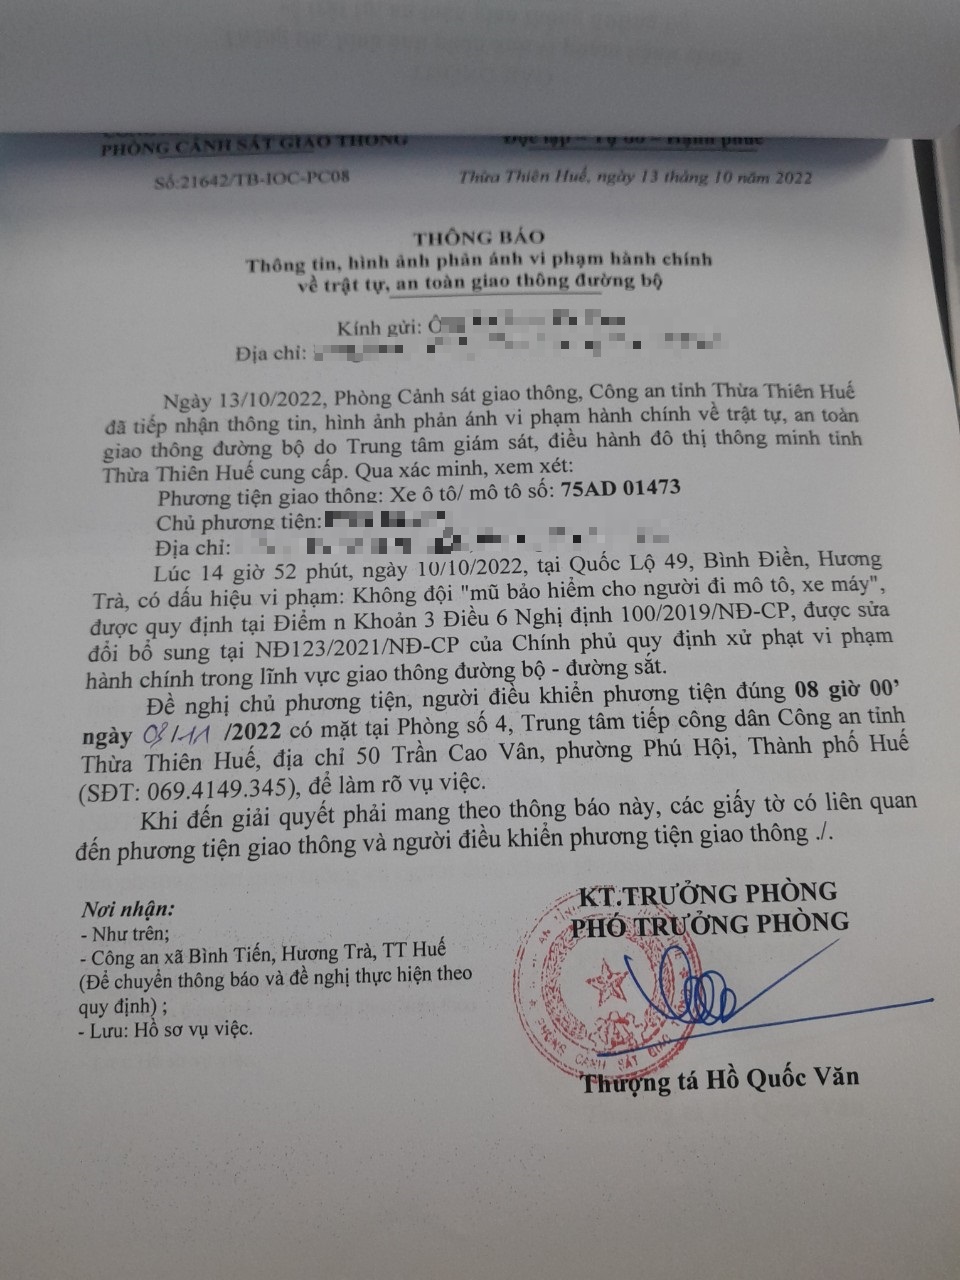 PHÒNG CẢNH SÁT GIAO THÔNG
Độc lập – Tự do – Hạnh phúc
Số:21642/TB-IOC-PC08
Thừa Thiên Huế, ngày 13 tháng 10 năm 2022
THÔNG BÁO
Thông tin, hình ảnh phản ánh vi phạm hành chính
về trật tự, an toàn giao thông đường bộ
Kính gửi:
Địa chỉ:
Ngày 13/10/2022, Phòng Cảnh sát giao thông, Công an tỉnh Thừa Thiên Huế
đã tiếp nhận thông tin, hình ảnh phản ánh vi phạm hành chính về trật tự, an toàn
giao thông đường bộ do Trung tâm giám sát, điều hành đô thị thông minh tỉnh
Thừa Thiên Huế cung cấp. Qua xác minh, xem xét:
Phương tiện giao thông: Xe ô tô/ mô tô số: 75AD 01473
Chủ phương tiện:
Địa chỉ:
Lúc 14 giờ 52 phút, ngày 10/10/2022, tại Quốc Lộ 49, Bình Điền, Hương
Trà, có dấu hiệu vi phạm: Không đội "mũ bảo hiểm cho người đi mô tô, xe máy",
được quy định tại Điểm n Khoản 3 Điều 6 Nghị định 100/2019/NĐ-CP, được sửa
đổi bổ sung tại NĐ123/2021/NĐ-CP của Chính phủ quy định xử phạt vi phạm
hành chính trong lĩnh vực giao thông đường bộ - đường sắt.
Đề nghị chủ phương tiện, người điều khiển phương tiện đúng 08 giờ 00’
ngày 03/11 /2022 có mặt tại Phòng số 4, Trung tâm tiếp công dân Công an tỉnh
Thừa Thiên Huế, địa chỉ 50 Trần Cao Vân, phường Phú Hội, Thành phố Huế
(SĐT: 069.4149.345), để làm rõ vụ việc.
Khi đến giải quyết phải mang theo thông báo này, các giấy tờ có liên quan
đến phương tiện giao thông và người điều khiển phương tiện giao thông ./.
Nơi nhận:
- Như trên;
- Công an xã Bình Tiến, Hương Trà, TT Huế
(Để chuyển thông báo và đề nghị thực hiện theo
quy định) ;
- Lưu: Hồ sơ vụ việc.
KT.TRƯỞNG PHÒNG
PHÓ TRƯỞNG PHÒNG
PHÒNG CẢNH SÁT GIAO
Thượng tá Hồ Quốc Văn